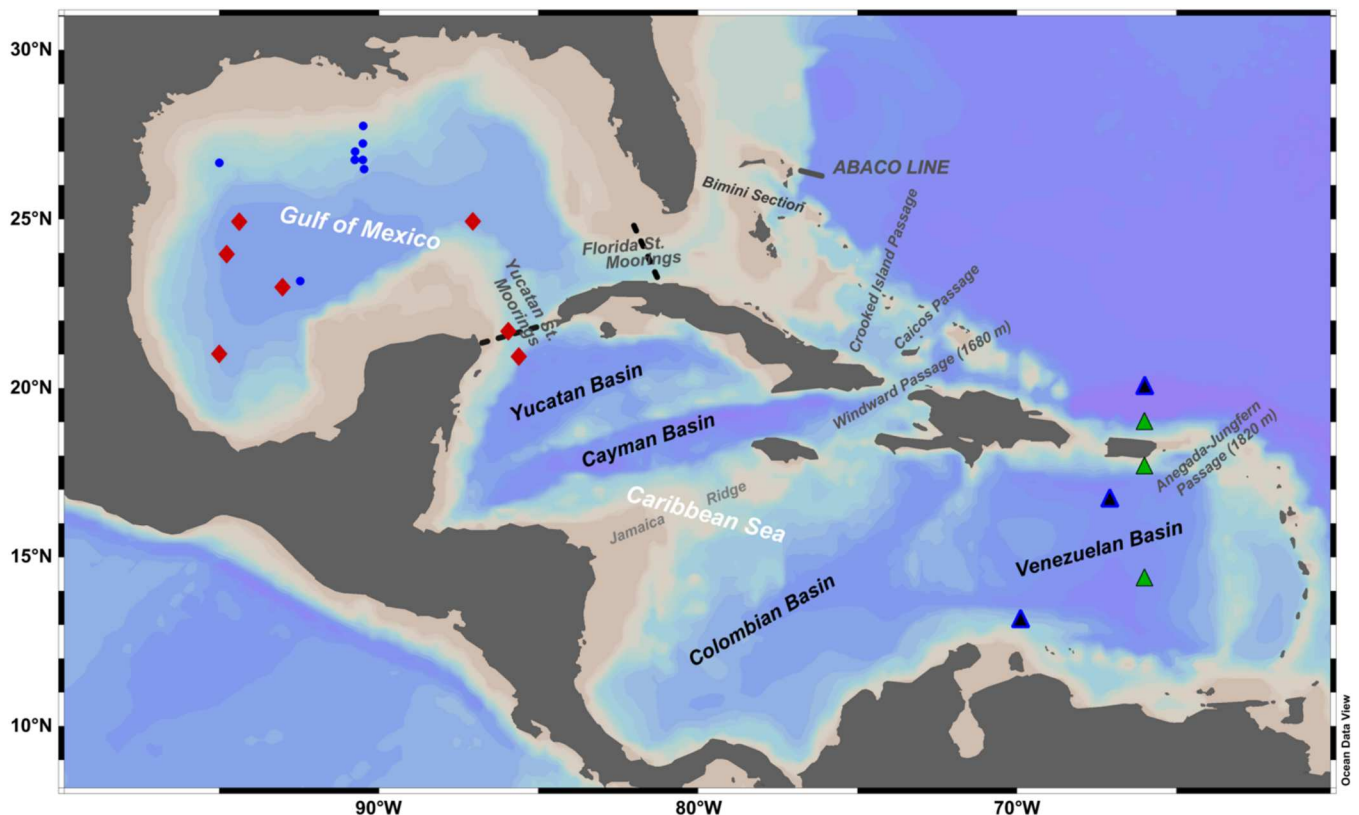 30°N
25°N
20°N
15°N
10°N
90°W
80°W
70°W
Gulf of Mexico
Yucatan St.
Moorings
Florida St.
Moorings
Bimini Section
ABACO LINE
Crooked Island Passage
Caicos Passage
Windward Passage (1680 m)
Anegada-Jungfern
Passage (1820 m)
Yucatan Basin
Cayman Basin
Caribbean Sea
Jamaica
Ridge
Colombian Basin
Venezuelan Basin
Ocean Data View